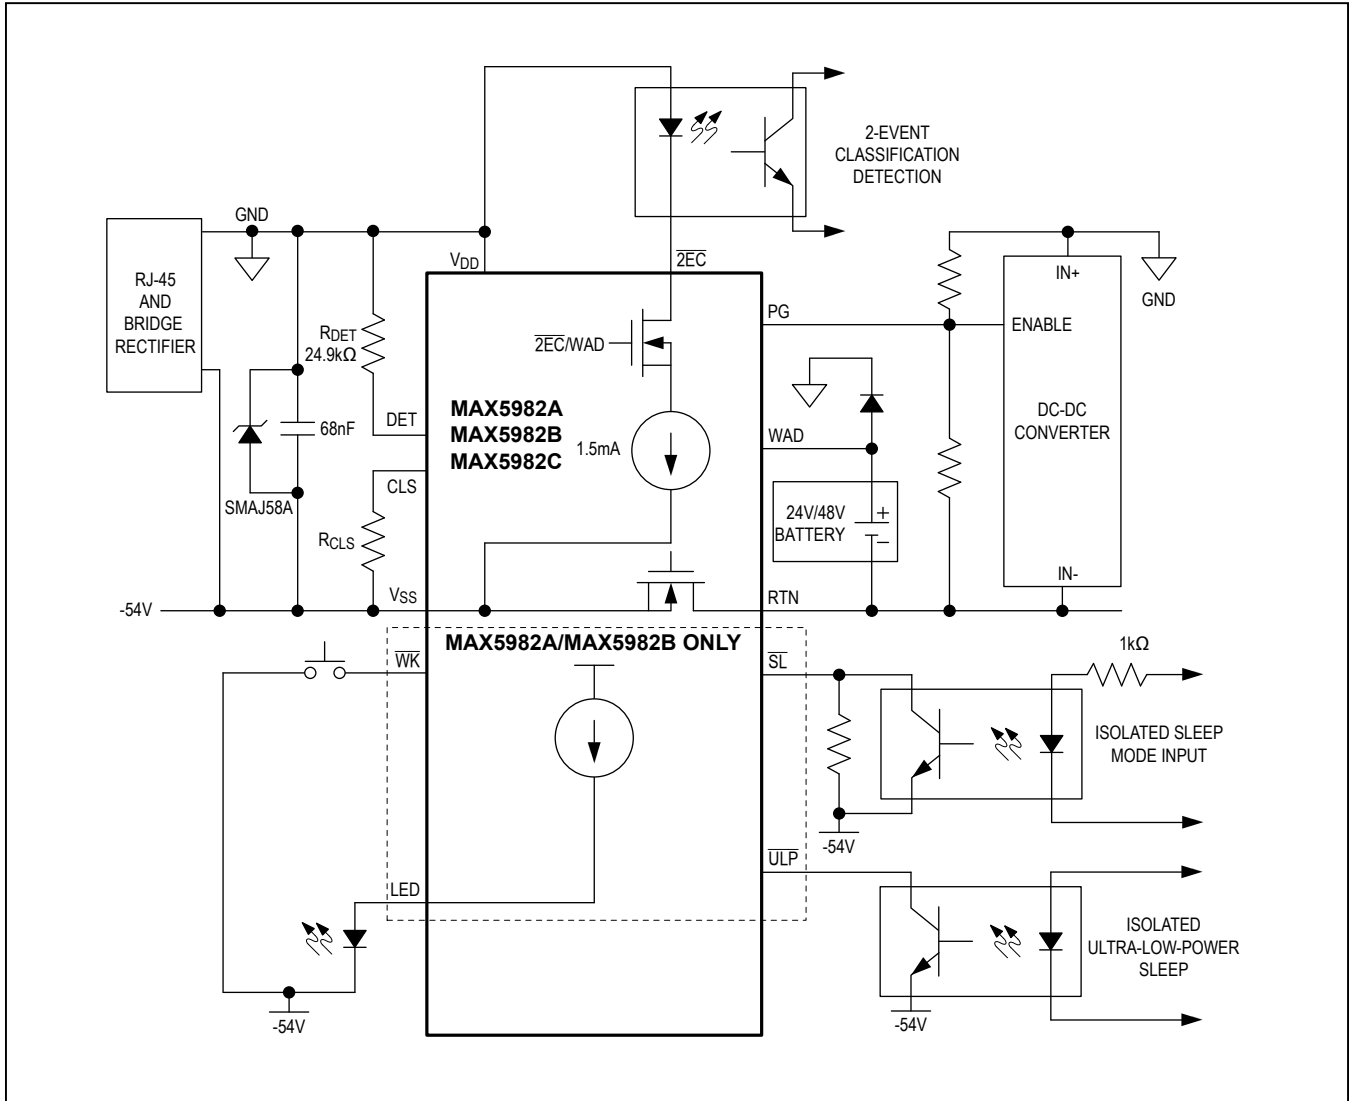 2-EVENT
CLASSIFICATION
DETECTION
GND
VDD
2EC
RJ-45
AND
BRIDGE
RECTIFIER
IN+
GND
PG
ENABLE
RDET
24.9kΩ
2EC/WAD
DET
MAX5982A
MAX5982B
MAX5982C
1.5mA
WAD
DC-DC
CONVERTER
68nF
CLS
SMAJ58A
24V/48V
BATTERY
+
−
RCLS
IN-
-54V
VSS
RTN
MAX5982A/MAX5982B ONLY
WK
SL
1kΩ
ISOLATED SLEEP
MODE INPUT
-54V
ULP
LED
ISOLATED
ULTRA-LOW-POWER
SLEEP
-54V
-54V